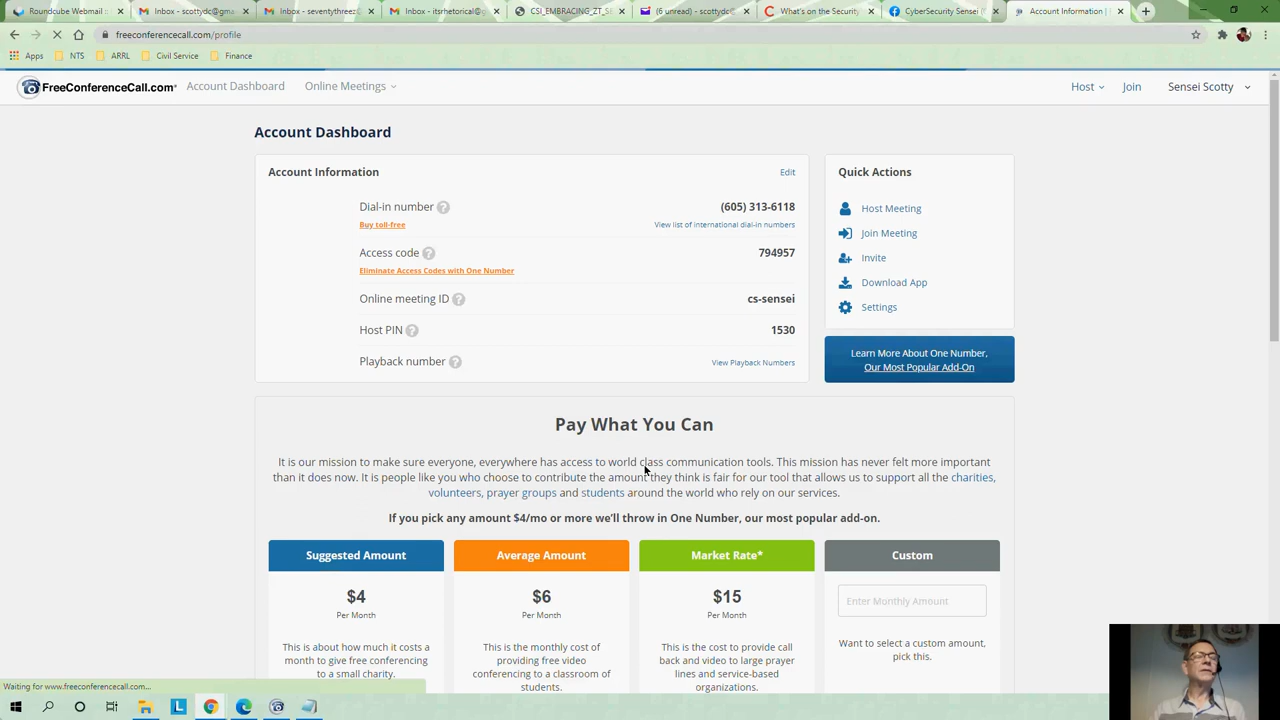 Roundcube Webmail ::
Inbox - scottydc@gma
Inbox - seventythreez
Inbox - itsrhetorical@g
CSI_EMBRACING_ZT_S
(6 unread) - scottydc@
What's on the Security
CyberSecurity Sensei (
Account Information |
freeconferencecall.com/profile
Apps
NTS
ARRL
Civil Service
Finance
FreeConferenceCall.com®
Account Dashboard
Online Meetings
Host
Join
Sensei Scotty
Account Dashboard
Account Information
Edit
Dial-in number ?
(605) 313-6118
Buy toll-free
View list of international dial-in numbers
Access code ?
794957
Eliminate Access Codes with One Number
Online meeting ID ?
cs-sensei
Host PIN ?
1530
Playback number ?
View Playback Numbers
Quick Actions
Host Meeting
Join Meeting
Invite
Download App
Settings
Learn More About One Number,
Our Most Popular Add-On
Pay What You Can
It is our mission to make sure everyone, everywhere has access to world class communication tools. This mission has never felt more important
than it does now. It is people like you who choose to contribute the amount they think is fair for our tool that allows us to support all the charities,
volunteers, prayer groups and students around the world who rely on our services.
If you pick any amount $4/mo or more we'll throw in One Number, our most popular add-on.
Suggested Amount
$4
Per Month
This is about how much it costs a
month to give free conferencing
to a small charity.
Average Amount
$6
Per Month
This is the monthly cost of
providing free video
conferencing to a classroom of
students.
Market Rate*
$15
Per Month
This is the cost to provide call
back and video to large prayer
lines and service-based
organizations.
Custom
Enter Monthly Amount
Want to select a custom amount,
pick this.
Waiting for www.freeconferencecall.com...